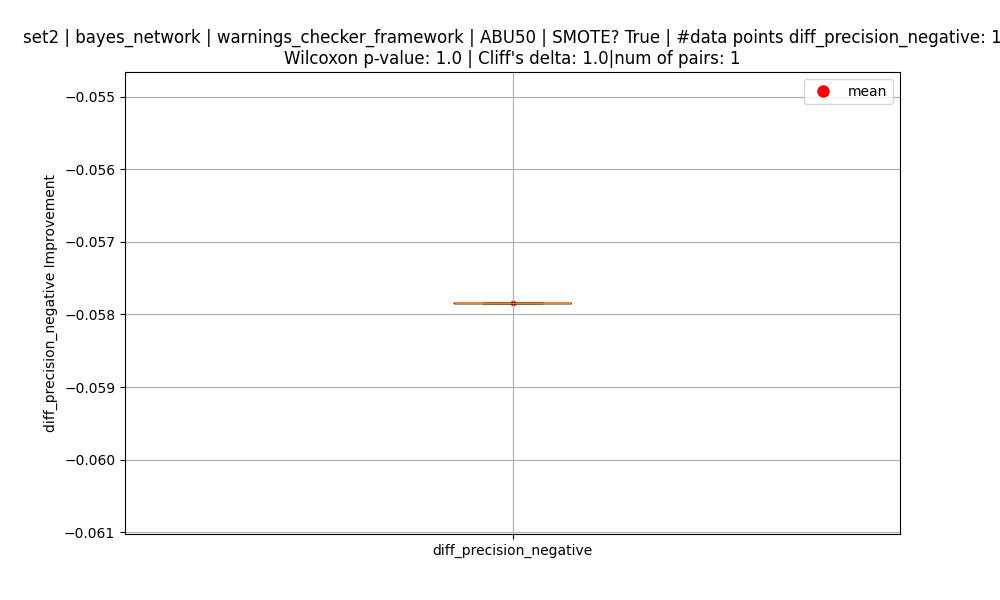 set2 | bayes_network | warnings_checker_framework | ABU50 | SMOTE? True | #data points diff_precision_negative: 1
Wilcoxon p-value: 1.0 | Cliff's delta: 1.0|num of pairs: 1
mean
−0.055
−0.056
−0.057
−0.058
−0.059
−0.060
−0.061
diff_precision_negative Improvement
diff_precision_negative